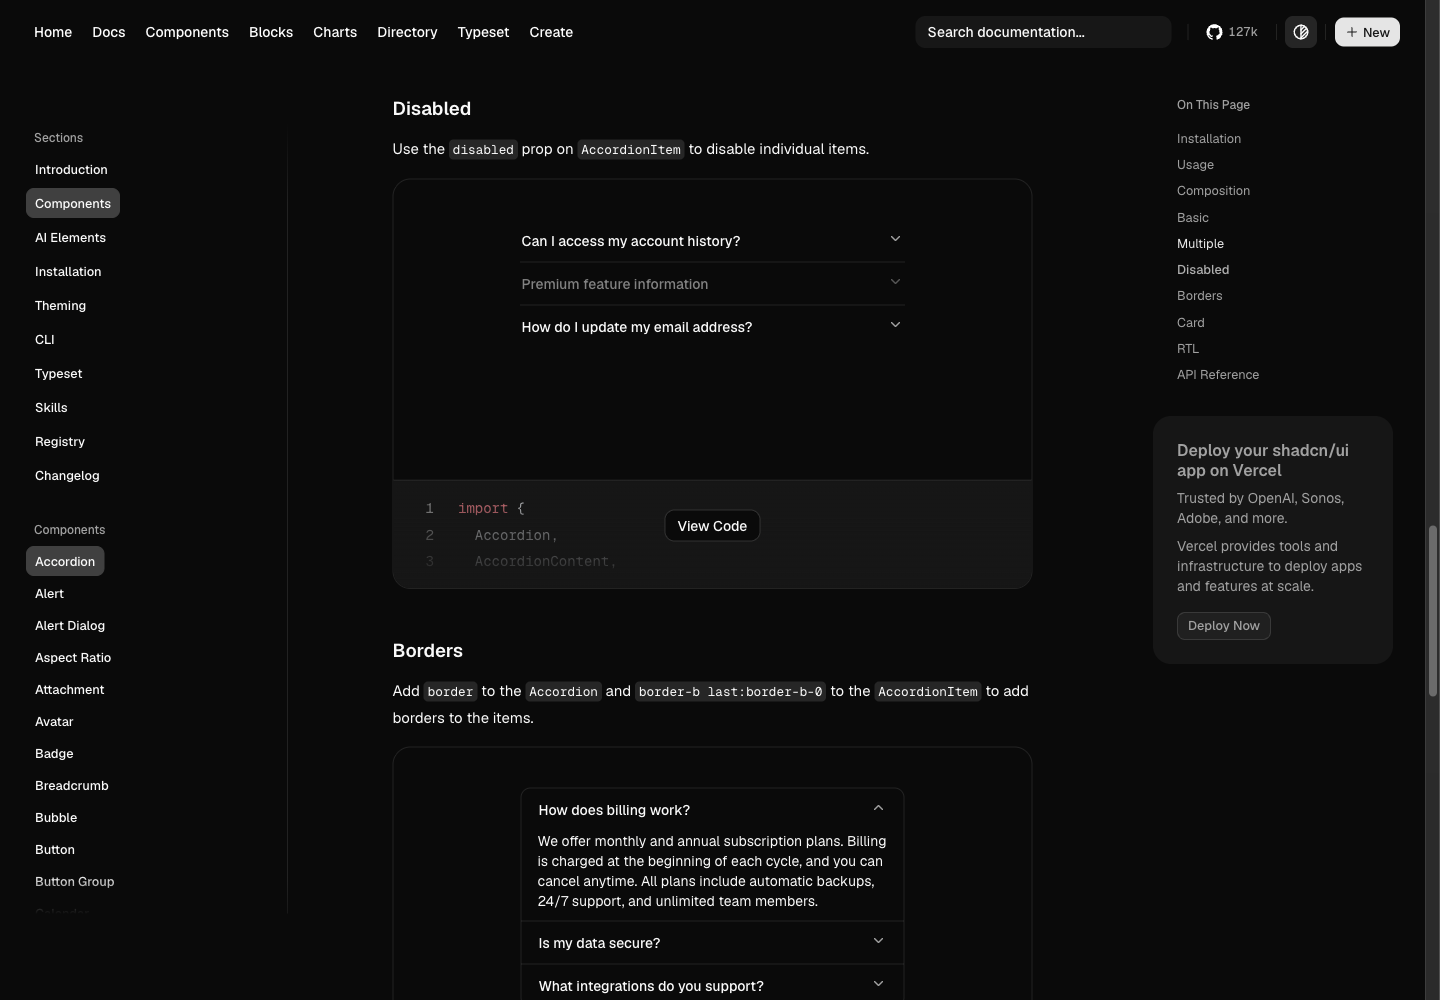 Home
Docs
Components
Blocks
Charts
Directory
Typeset
Create
Search documentation...
127k
New
Sections
Introduction
Components
AI Elements
Installation
Theming
CLI
Typeset
Skills
Registry
Changelog
Components
Accordion
Alert
Alert Dialog
Aspect Ratio
Attachment
Avatar
Badge
Breadcrumb
Bubble
Button
Button Group
Calendar
Disabled
Use the disabled prop on AccordionItem to disable individual items.
Can I access my account history?
Premium feature information
How do I update my email address?
1 import {
2 Accordion,
3 AccordionContent,
View Code
Borders
Add border to the Accordion and border-b last:border-b-0 to the AccordionItem to add
borders to the items.
How does billing work?
We offer monthly and annual subscription plans. Billing
is charged at the beginning of each cycle, and you can
cancel anytime. All plans include automatic backups,
24/7 support, and unlimited team members.
Is my data secure?
What integrations do you support?
On This Page
Installation
Usage
Composition
Basic
Multiple
Disabled
Borders
Card
RTL
API Reference
Deploy your shadcn/ui
app on Vercel
Trusted by OpenAI, Sonos,
Adobe, and more.
Vercel provides tools and
infrastructure to deploy apps
and features at scale.
Deploy Now